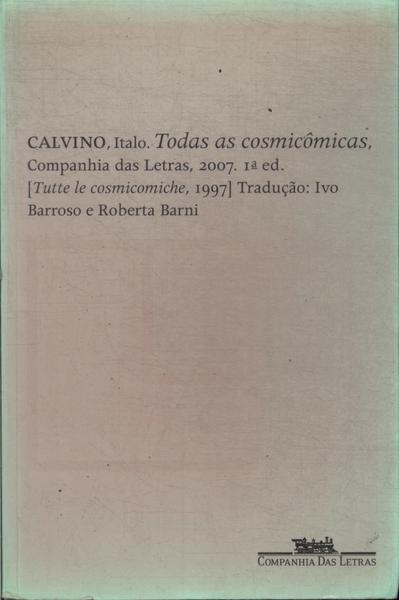 CALVINO, Italo. Todas as cosmicômicas,
Companhia das Letras, 2007. 1ª ed.
[Tutte le cosmicomiche, 1997] Tradução: Ivo
Barroso e Roberta Barni
COMPANHIA DAS LETRAS